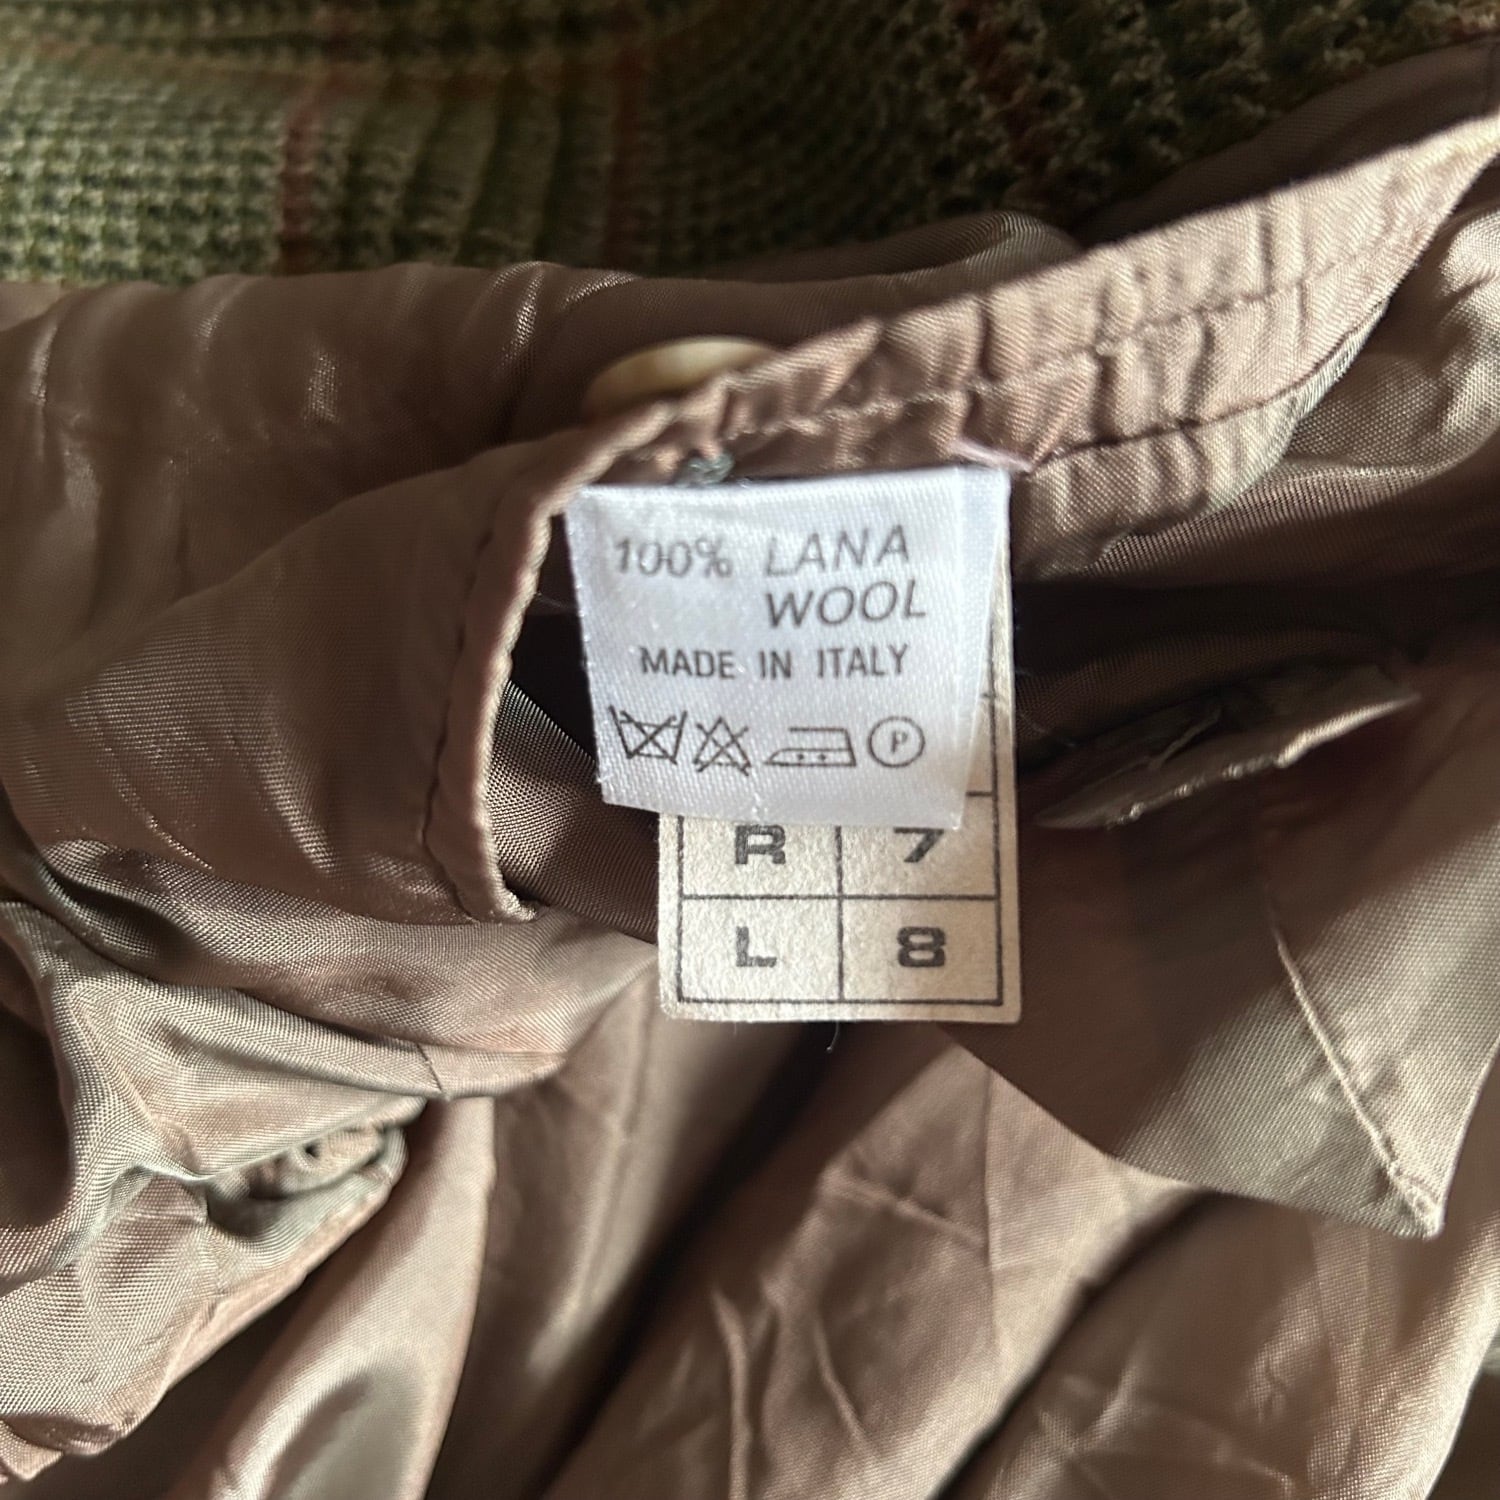 100% LANA
WOOL
MADE IN ITALY
P
R 7
L 8